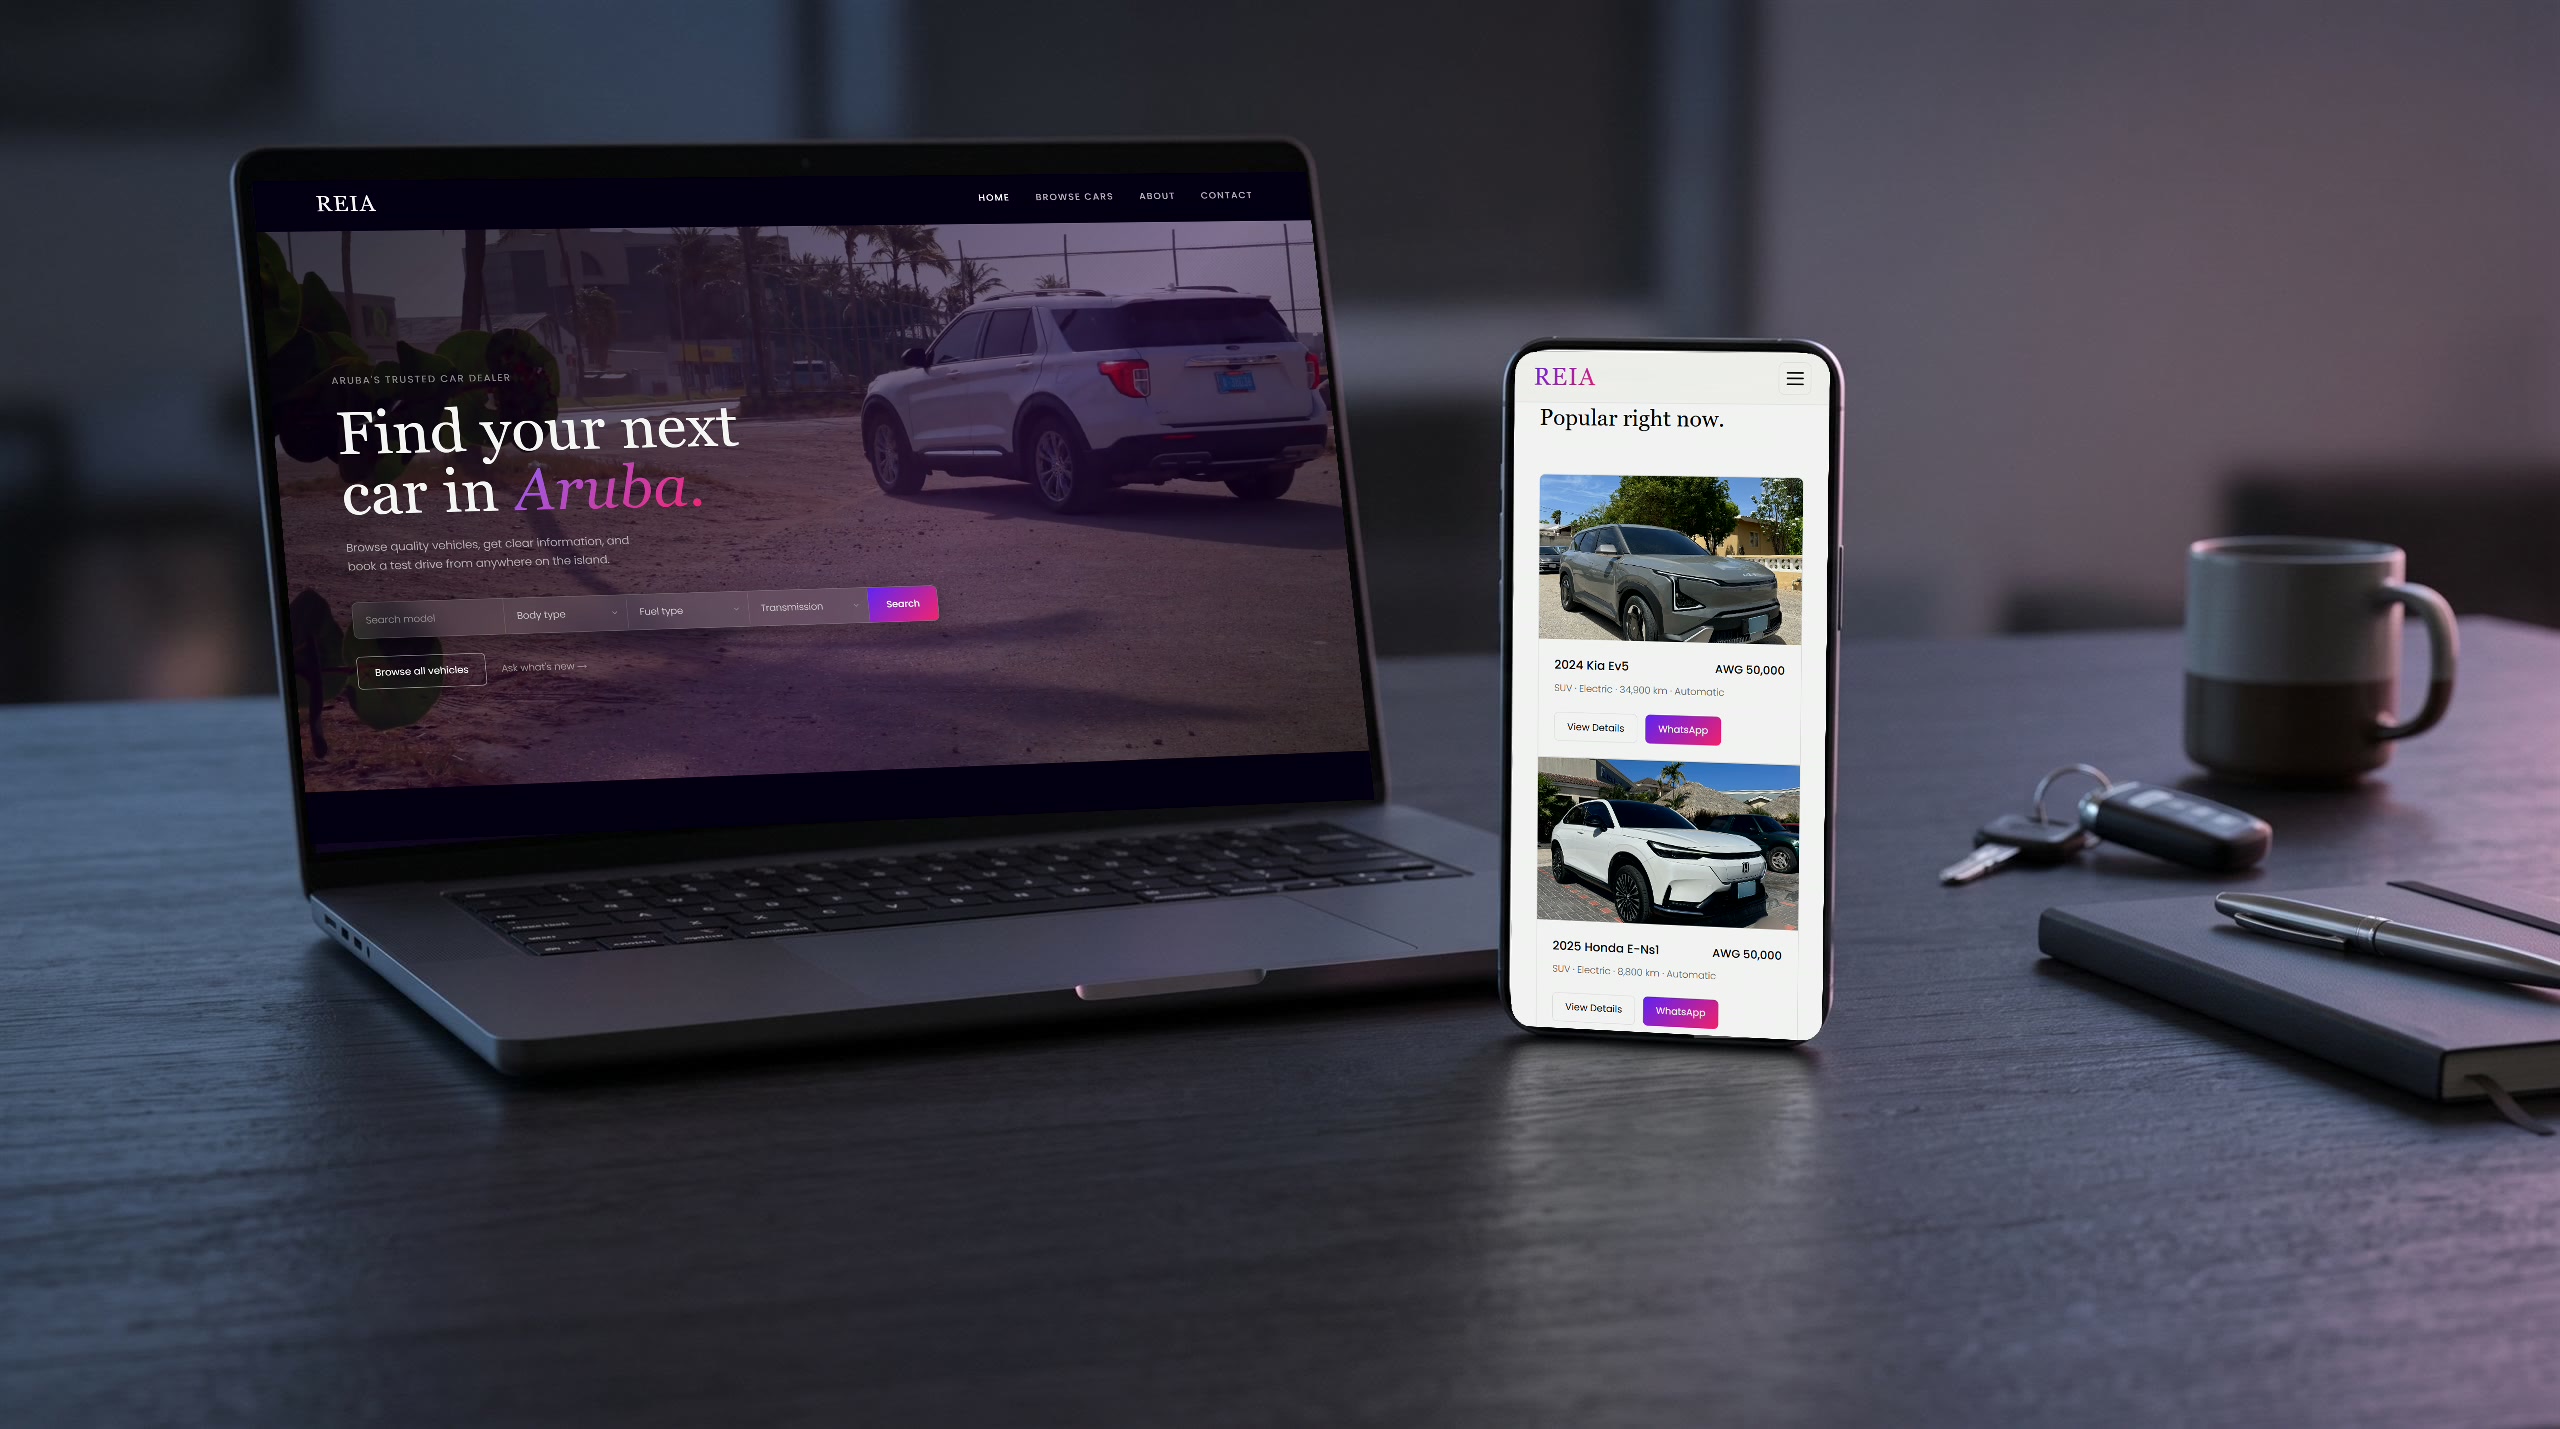 REIA
HOME BROWSE CARS ABOUT CONTACT
ARUBA'S TRUSTED CAR DEALER
Find your next
car in Aruba.
Browse quality vehicles, get clear information, and
book a test drive from anywhere on the island.
Search model Body type Fuel type Transmission Search
Browse all vehicles Ask what's new →
REIA
Popular right now.
2024 Kia Ev5 AWG 50,000
SUV · Electric · 34,900 km · Automatic
View Details WhatsApp
2025 Honda E-Ns1 AWG 50,000
SUV · Electric · 8,800 km · Automatic
View Details WhatsApp